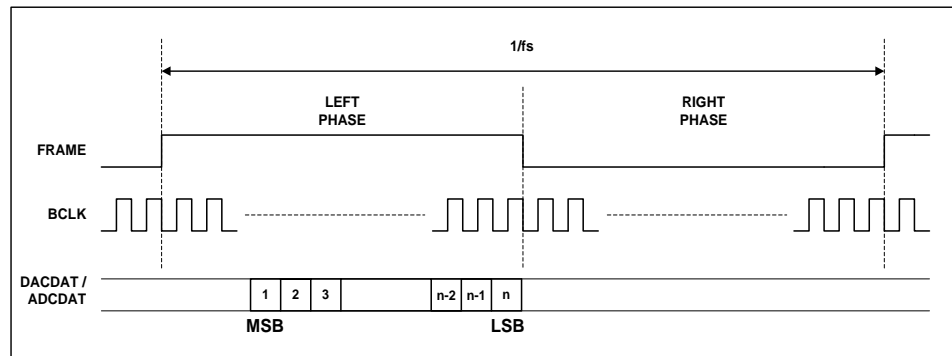 1/fs
LEFT
PHASE
RIGHT
PHASE
FRAME
BCLK
DACDAT /
ADCDAT
1 2 3 n-2 n-1 n
MSB LSB